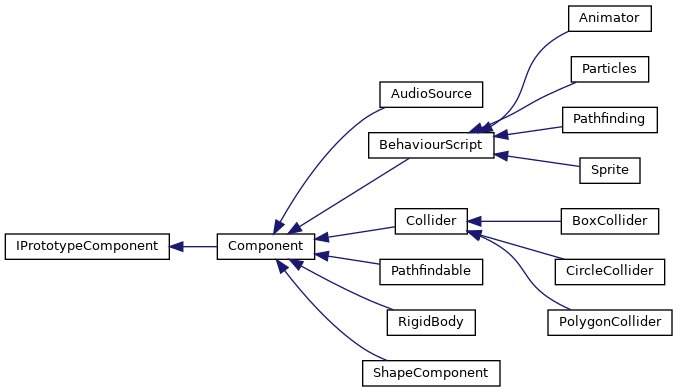 Animator
Particles
AudioSource
Pathfinding
BehaviourScript
Sprite
Collider
BoxCollider
IPrototypeComponent
Component
Pathfindable
CircleCollider
RigidBody
PolygonCollider
ShapeComponent